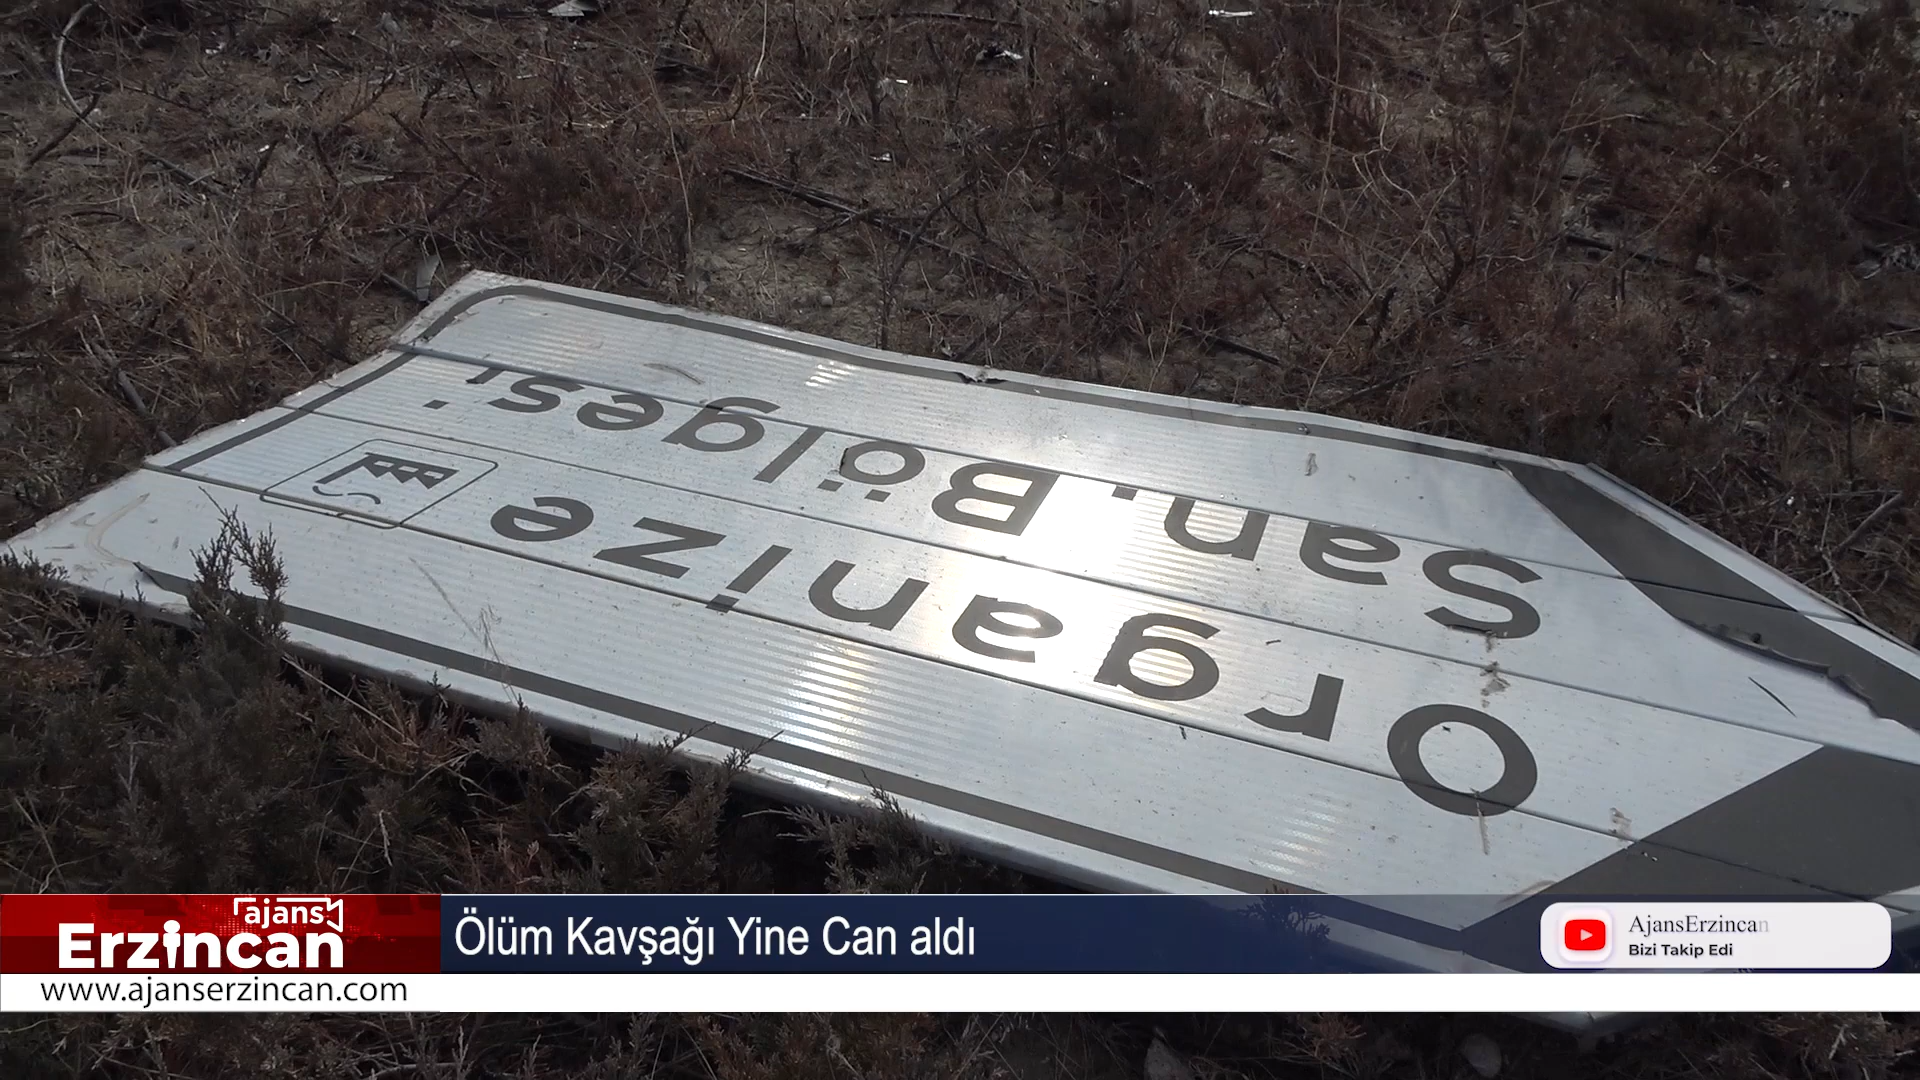 Organize
San. Bölgesi
ajans
Erzincan
www.ajanserzincan.com
Ölüm Kavşağı Yine Can aldı
AjansErzincan
Bizi Takip Edi